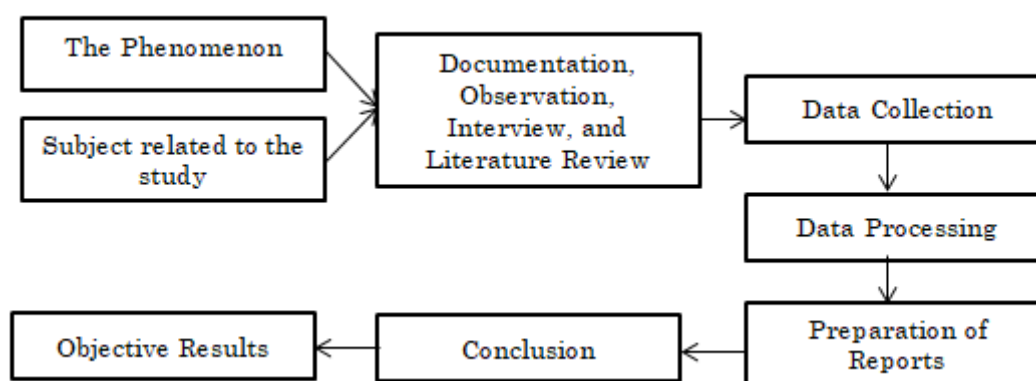 The Phenomenon
Subject related to the
study
Documentation,
Observation,
Interview, and
Literature Review
Data Collection
Data Processing
Preparation of
Reports
Conclusion
Objective Results